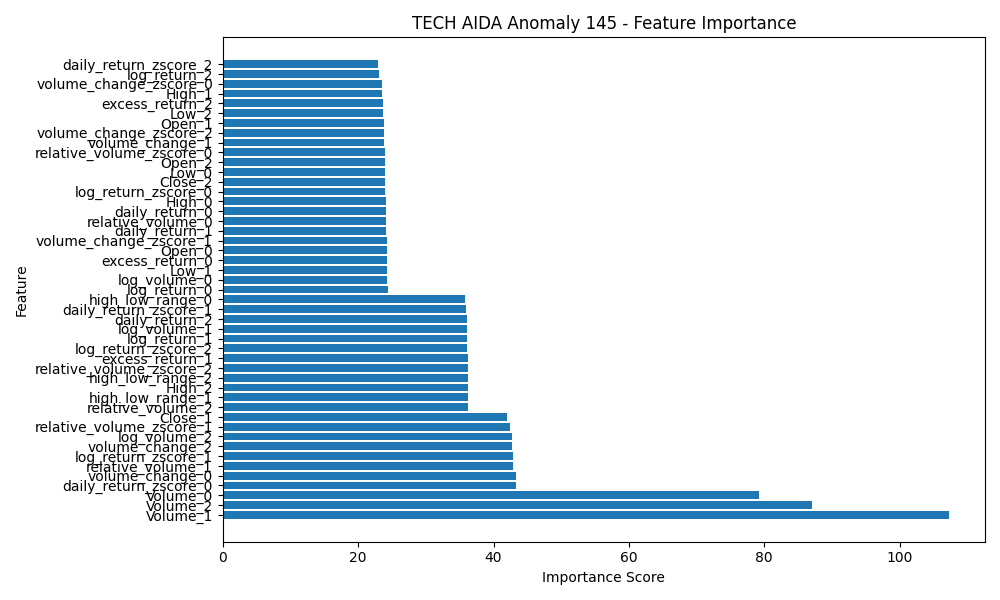 TECH AIDA Anomaly 145 - Feature Importance
daily_return_zscore_2
log_return_2
volume_change_zscore_0
High_1
excess_return_2
Low_2
Open_1
volume_change_zscore_2
volume_change_1
relative_volume_zscore_0
Open_2
Low_0
Close_2
log_return_zscore_0
High_0
daily_return_0
relative_volume_0
daily_return_1
volume_change_zscore_1
Open_0
excess_return_0
Low_1
log_volume_0
log_return_0
high_low_range_0
daily_return_zscore_1
daily_return_2
log_volume_1
log_return_1
log_return_zscore_2
excess_return_1
relative_volume_zscore_2
high_low_range_2
High_2
high_low_range_1
relative_volume_2
Close_1
relative_volume_zscore_1
log_volume_2
volume_change_2
log_return_zscore_1
relative_volume_1
volume_change_0
daily_return_zscore_0
Volume_0
Volume_2
Volume_1
Feature
0 20 40 60 80 100
Importance Score